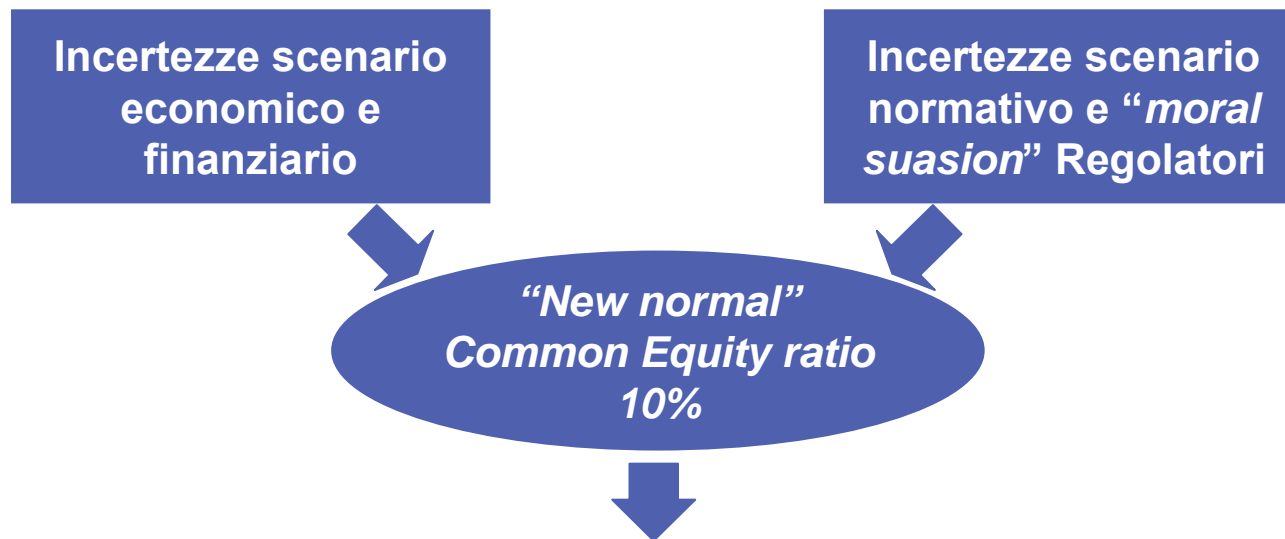 Incertezze scenario
economico e
finanziario
Incertezze scenario
normativo e “moral
suasion” Regolatori
“New normal”
Common Equity ratio
10%